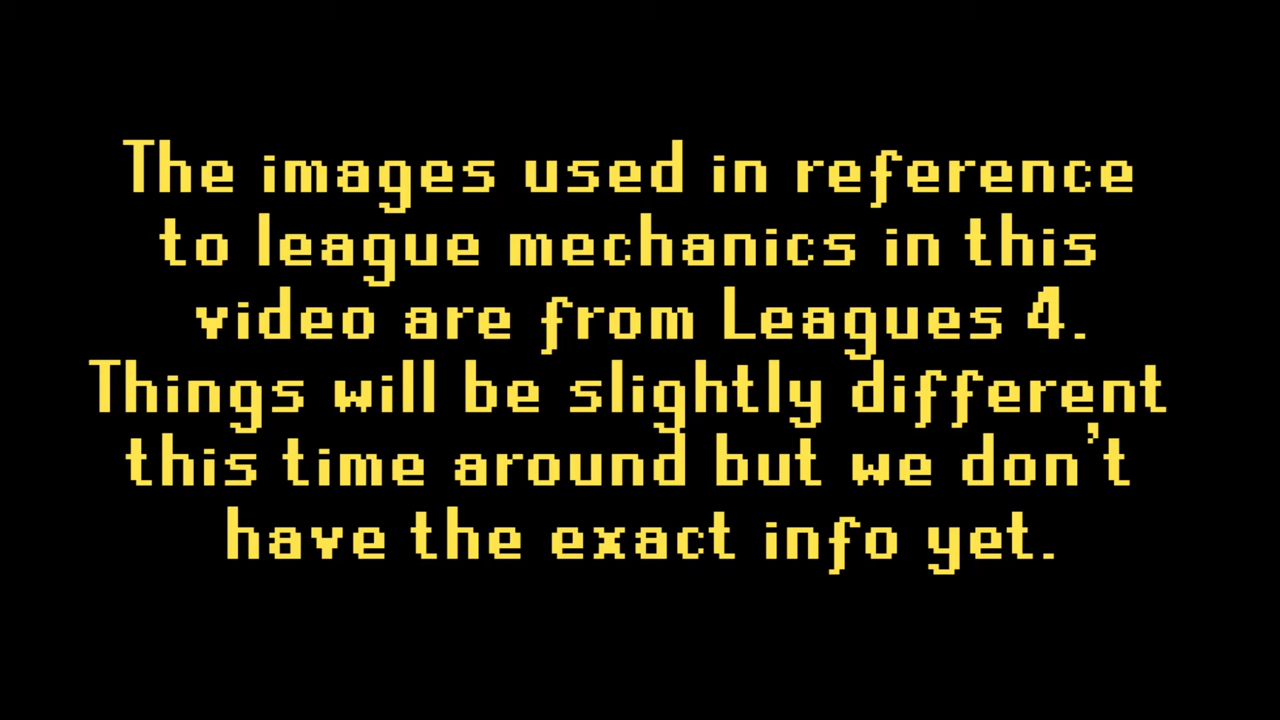 The images used in reference
to league mechanics in this
video are from Leagues 4.
Things will be slightly different
this time around but we don't
have the exact info yet.